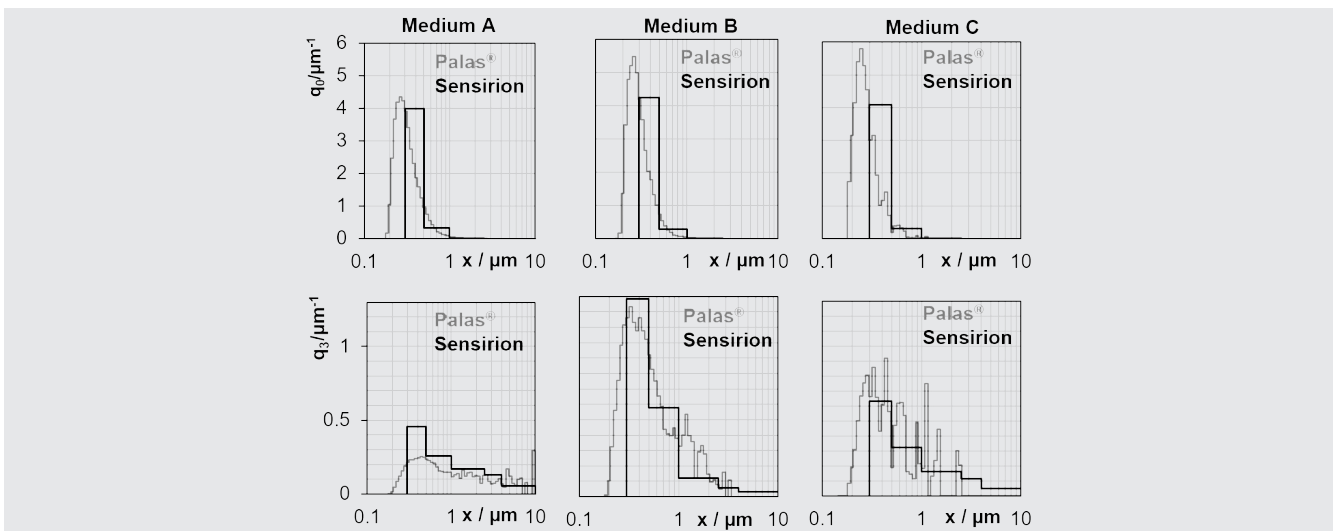 Medium A
Medium B
Medium C
q0/µm-1
6
5
4
3
2
1
0
Palas®
Sensirion
Palas®
Sensirion
Palas®
Sensirion
0.1 1 x / µm 10
0.1 1 x / µm 10
0.1 1 x / µm 10
q3/µm-1
1
0.5
0
Palas®
Sensirion
Palas®
Sensirion
Palas®
Sensirion
0.1 1 x / µm 10
0.1 1 x / µm 10
0.1 1 x / µm 10